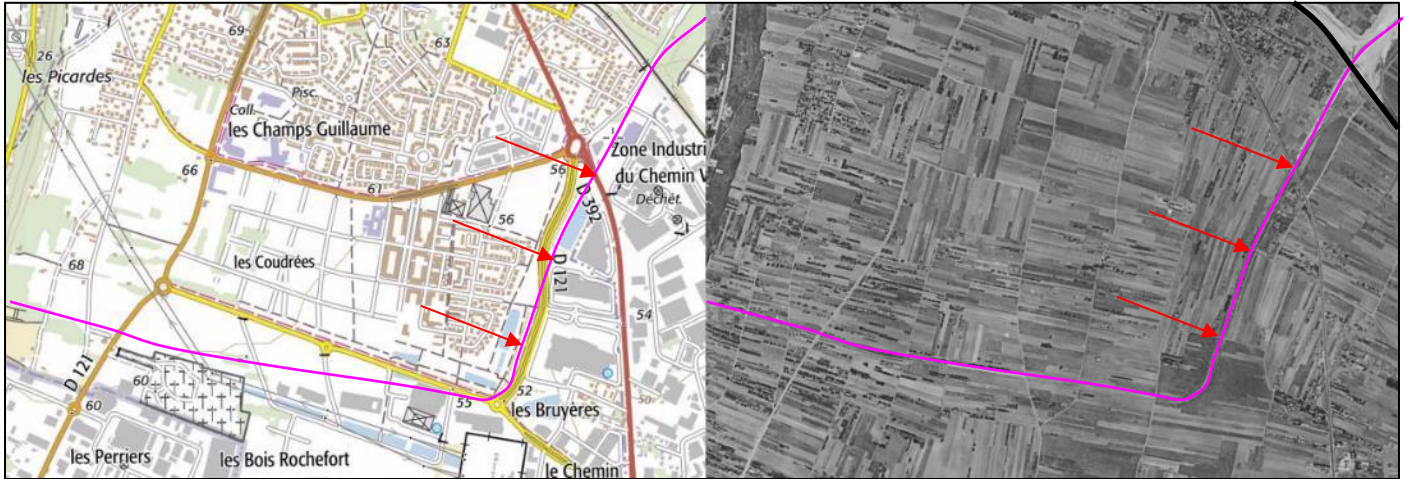 69
63
26
les Picardes
Pisc.
Coll.
les Champs Guillaume
Zone Industri
du Chemin V
Déchèt.
66
56
61
D 392
56
les Coudrées
68
D 121
54
D 121
60
60
52
50
55
les Bruyères
les Perriers
les Bois Rochefort
le Chemin